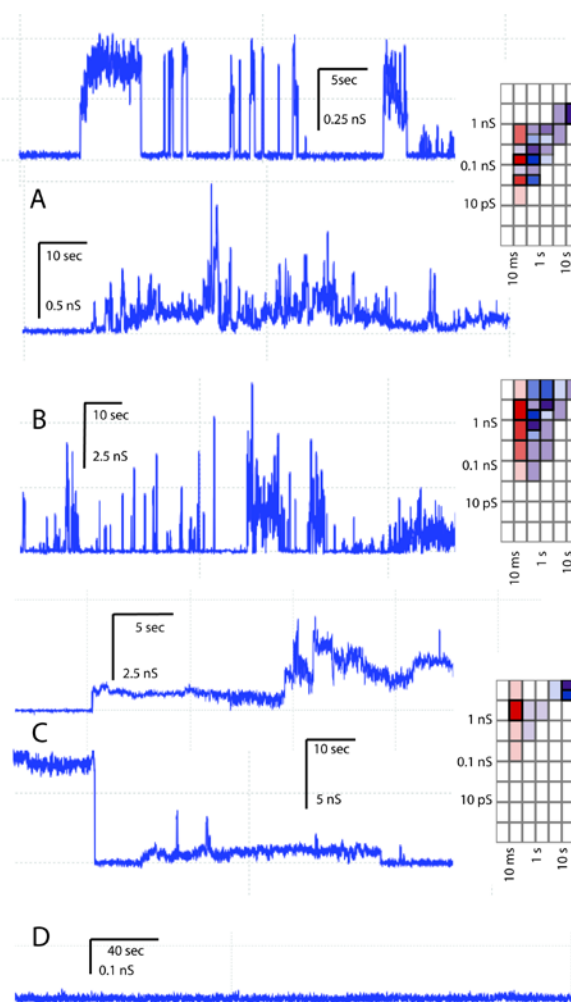 5sec
0.25 nS
1 nS
0.1 nS
10 pS
10 ms
1 s
10 s
A
10 sec
0.5 nS
B
10 sec
2.5 nS
1 nS
0.1 nS
10 pS
10 ms
1 s
10 s
5 sec
2.5 nS
C
10 sec
5 nS
1 nS
0.1 nS
10 pS
10 ms
1 s
10 s
D
40 sec
0.1 nS